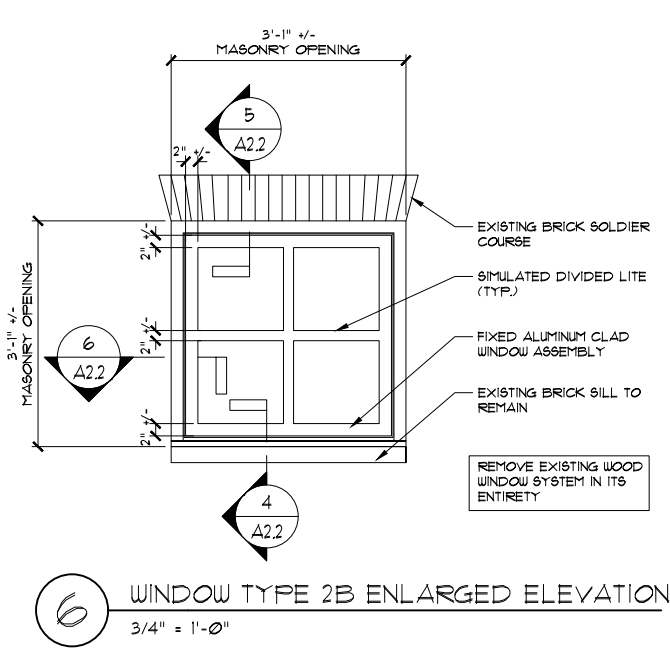 3'-1" +/-
MASONRY OPENING
5
A2.2
2" +/-
EXISTING BRICK SOLDIER
COURSE
2" +/-
SIMULATED DIVIDED LITE
(TYP.)
3'-1" +/-
MASONRY OPENING
6
A2.2
2" +/-
FIXED ALUMINUM CLAD
WINDOW ASSEMBLY
EXISTING BRICK SILL TO
REMAIN
2" +/-
REMOVE EXISTING WOOD
WINDOW SYSTEM IN ITS
ENTIRETY
4
A2.2
6
WINDOW TYPE 2B ENLARGED ELEVATION
3/4" = 1'-0"